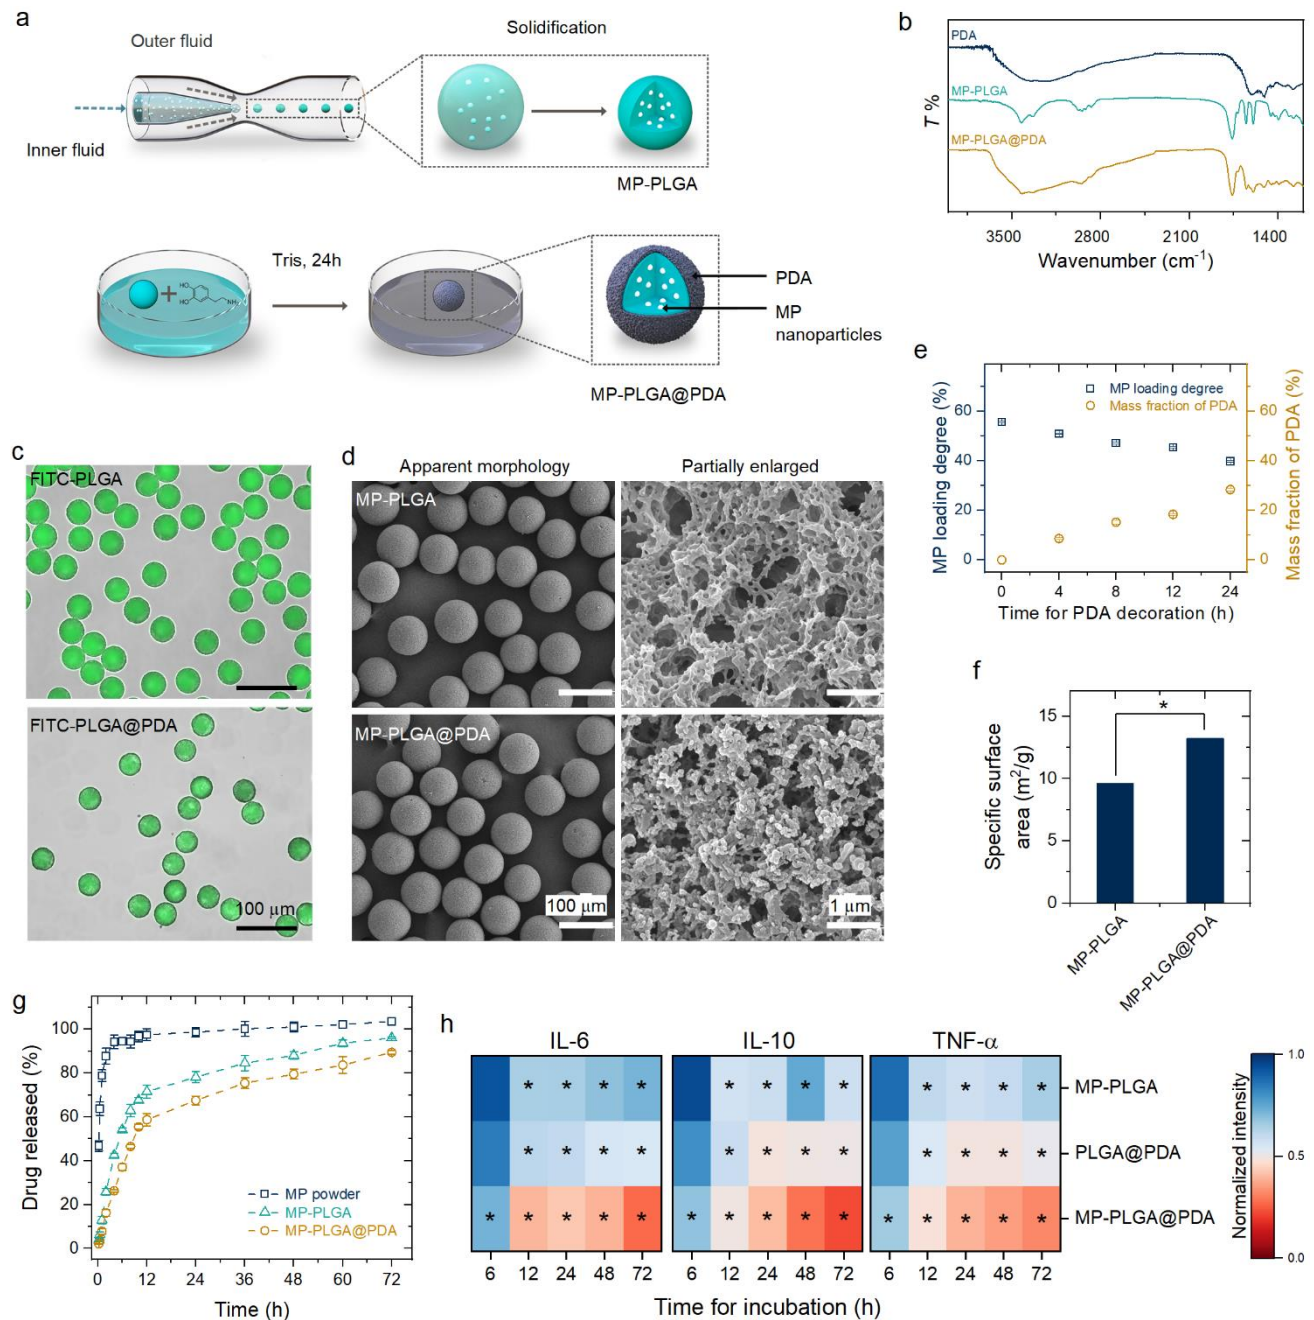 a
Outer fluid
Solidification
Inner fluid
MP-PLGA
Tris, 24h
HO
HO
NH₂
PDA
MP
nanoparticles
MP-PLGA@PDA
b
PDA
MP-PLGA
MP-PLGA@PDA
T %
3500 2800 2100 1400
Wavenumber (cm⁻¹)
c
FITC-PLGA
FITC-PLGA@PDA
100 μm
d
Apparent morphology Partially enlarged
MP-PLGA
MP-PLGA@PDA
100 μm
1 μm
e
MP loading degree
Mass fraction of PDA
MP loading degree (%)
Mass fraction of PDA (%)
60
40
20
0
60
40
20
0
0 4 8 12 24
Time for PDA decoration (h)
f
*
Specific surface
area (m²/g)
15
10
5
0
MP-PLGA
MP-PLGA@PDA
g
Drug released (%)
100
80
60
40
20
0
MP powder
MP-PLGA
MP-PLGA@PDA
0 12 24 36 48 60 72
Time (h)
h
IL-6 IL-10 TNF-α
* * * * * * * * * * * *
MP-PLGA
* * * * * * * * * * * *
PLGA@PDA
* * * * * * * * * * * * * * *
MP-PLGA@PDA
6 12 24 48 72 6 12 24 48 72 6 12 24 48 72
Time for incubation (h)
Normalized intensity
1.0
0.5
0.0